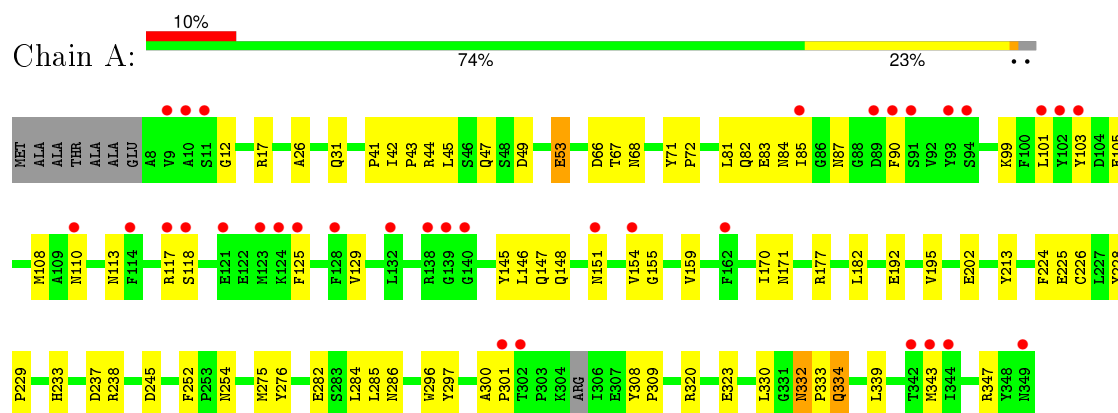 10%
Chain A:
74% 23%
MET ALA ALA THR ALA ALA GLU A8 V9 A10 S11 G12 R17 A26 Q31 P41 I42 P43 R44 L45 S46 Q47 S48 D49 E53 D66 T67 N68 Y71 P72 L81 Q82 E83 N84 I85 G86 N87 G88 D89 F90 S91 V92 Y93 S94 K99 F100 L101 Y102 Y103 D104
M108 A109 N110 N113 F114 R117 S118 E121 E122 M123 K124 F125 F128 V129 L132 R138 G139 G140 Y145 L146 Q147 Q148 N151 V154 G155 V159 F162 I170 N171 R177 L182 E192 V195 E202 Y213 F224 E225 C226 L227
P229 H233 D237 R238 D245 F252 P253 N254 M275 Y276 E282 S283 L284 L285 N286 W296 Y297 A300 P301 T302 P303 K304 ARG I306 E307 Y308 P309 R320 E323 L330 G331 N332 P333 Q334 L339 T342 M343 I344 R347 Y348 N349